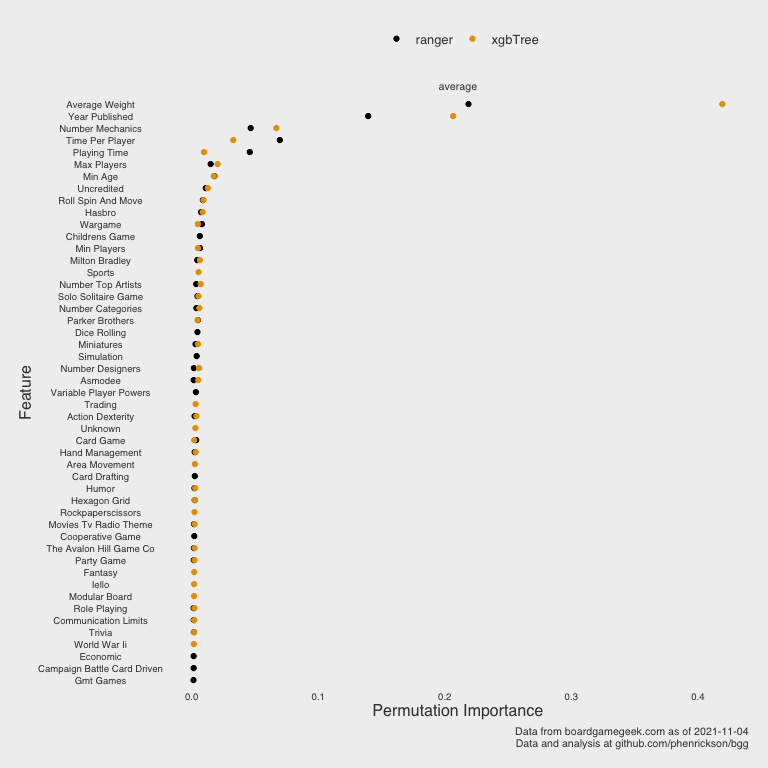 ranger xgbTree
average
Average Weight
Year Published
Number Mechanics
Time Per Player
Playing Time
Max Players
Min Age
Uncredited
Roll Spin And Move
Hasbro
Wargame
Childrens Game
Min Players
Milton Bradley
Sports
Number Top Artists
Solo Solitaire Game
Number Categories
Parker Brothers
Dice Rolling
Miniatures
Simulation
Number Designers
Asmodee
Variable Player Powers
Trading
Action Dexterity
Unknown
Card Game
Hand Management
Area Movement
Card Drafting
Humor
Hexagon Grid
Rockpaperscissors
Movies Tv Radio Theme
Cooperative Game
The Avalon Hill Game Co
Party Game
Fantasy
Iello
Modular Board
Role Playing
Communication Limits
Trivia
World War Ii
Economic
Campaign Battle Card Driven
Gmt Games
Feature
0.0 0.1 0.2 0.3 0.4
Permutation Importance
Data from boardgamegeek.com as of 2021-11-04
Data and analysis at github.com/phenrickson/bgg